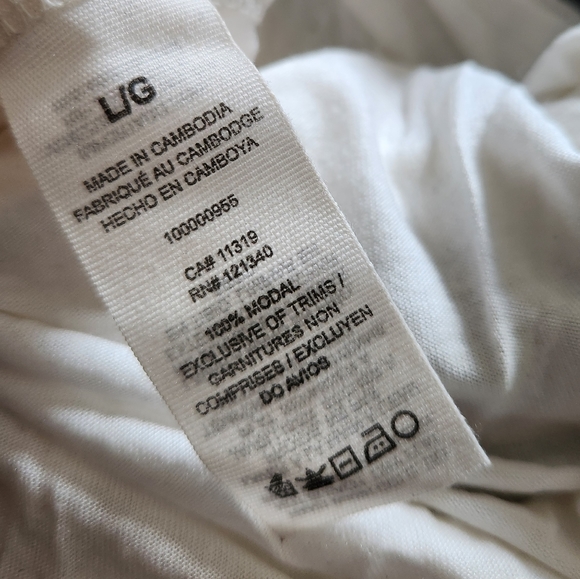 L/G
MADE IN CAMBODIA
FABRIQUÉ AU CAMBODGE
HECHO EN CAMBOYA
100000955
CA# 11319
RN# 121340
100% MODAL
EXCLUSIVE OF TRIMS /
GARNITURES NON
COMPRISES / EXCLUYEN
DO AVIOS